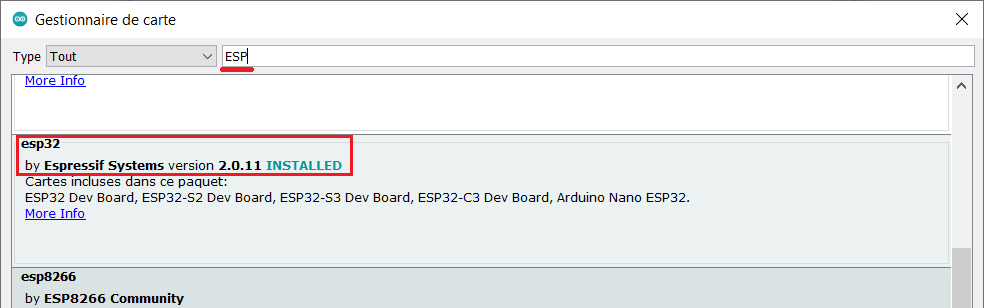 Gestionnaire de carte
Type Tout ESP
More Info
esp32
by Espressif Systems version 2.0.11 INSTALLED
Cartes incluses dans ce paquet:
ESP32 Dev Board, ESP32-S2 Dev Board, ESP32-S3 Dev Board, ESP32-C3 Dev Board, Arduino Nano ESP32.
More Info
esp8266
by ESP8266 Community